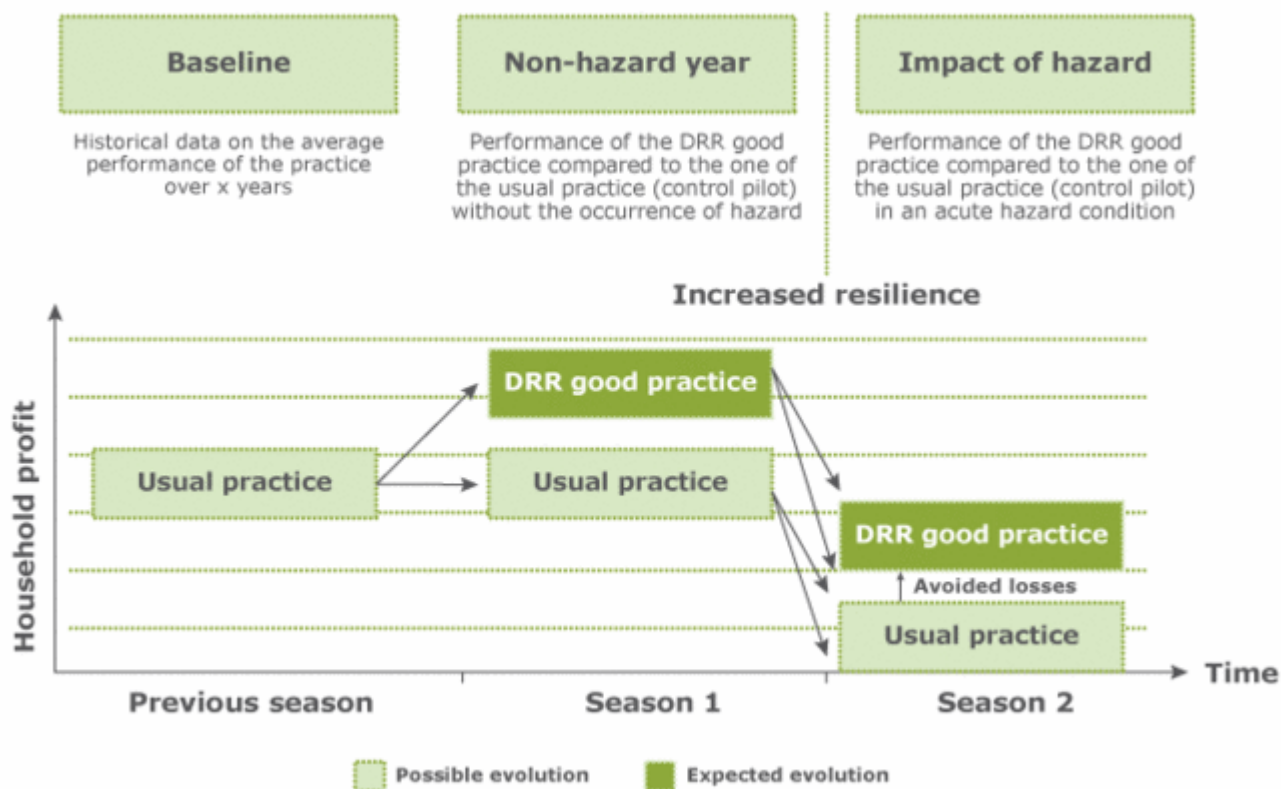 Baseline
Historical data on the average
performance of the practice
over x years
Non-hazard year
Performance of the DRR good
practice compared to the one of
the usual practice (control pilot)
without the occurrence of hazard
Impact of hazard
Performance of the DRR good
practice compared to the one of
the usual practice (control pilot)
in an acute hazard condition
Increased resilience
Household profit
DRR good practice
Usual practice
Usual practice
DRR good practice
Avoided losses
Usual practice
Time
Previous season
Season 1
Season 2
Possible evolution
Expected evolution